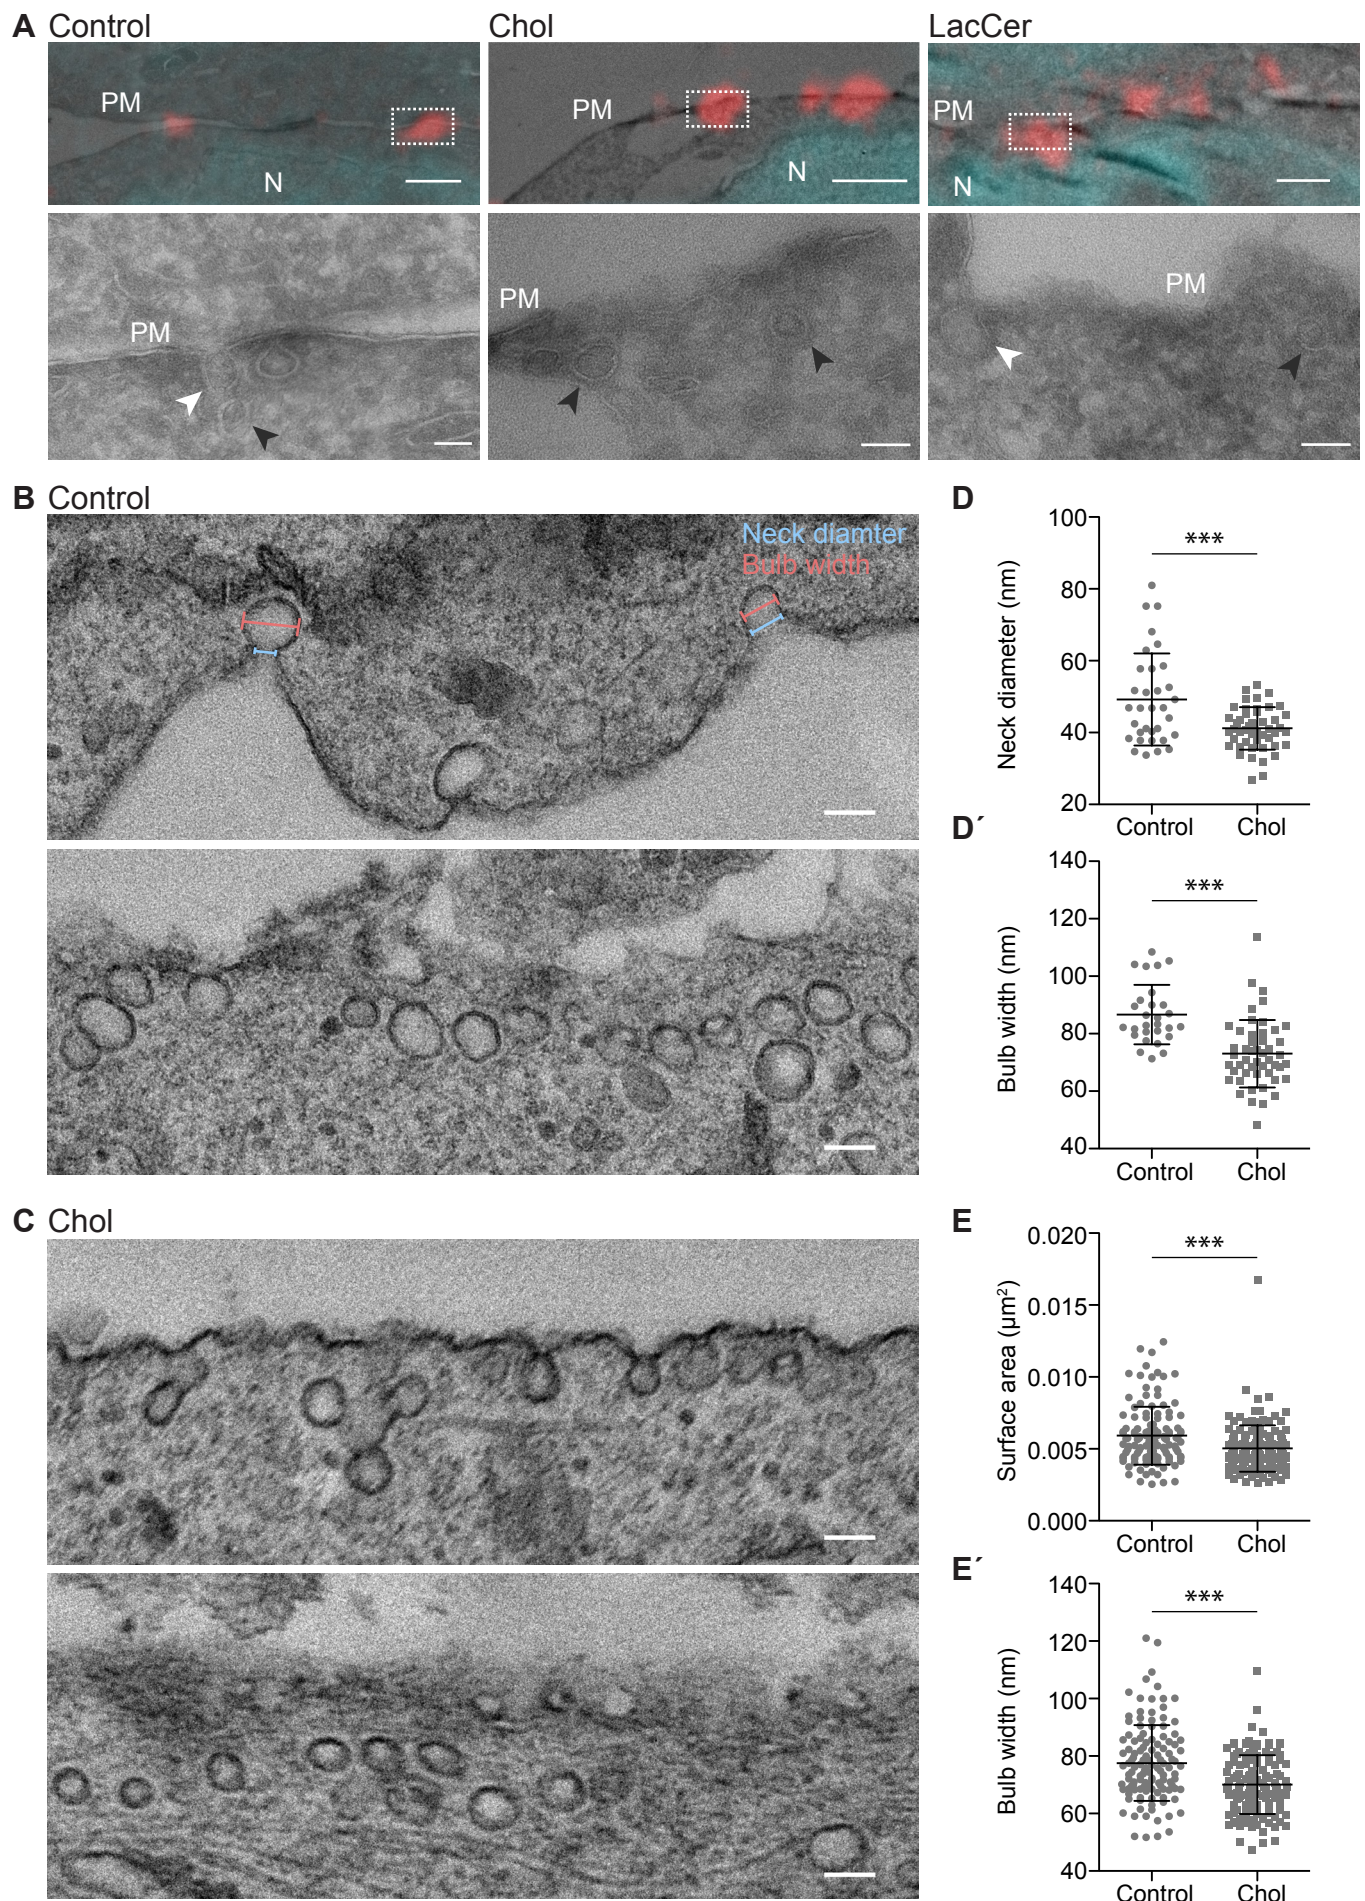 A Control Chol LacCer
PM PM PM
N N N
PM PM PM
B Control
Neck diamter
Bulb width
C Chol
D
100
80
60
40
20
Neck diameter (nm)
***
Control Chol
D´
140
120
100
80
60
40
Bulb width (nm)
***
Control Chol
E
0.020
0.015
0.010
0.005
0.000
Surface area (µm²)
***
Control Chol
E´
140
120
100
80
60
40
Bulb width (nm)
***
Control Chol